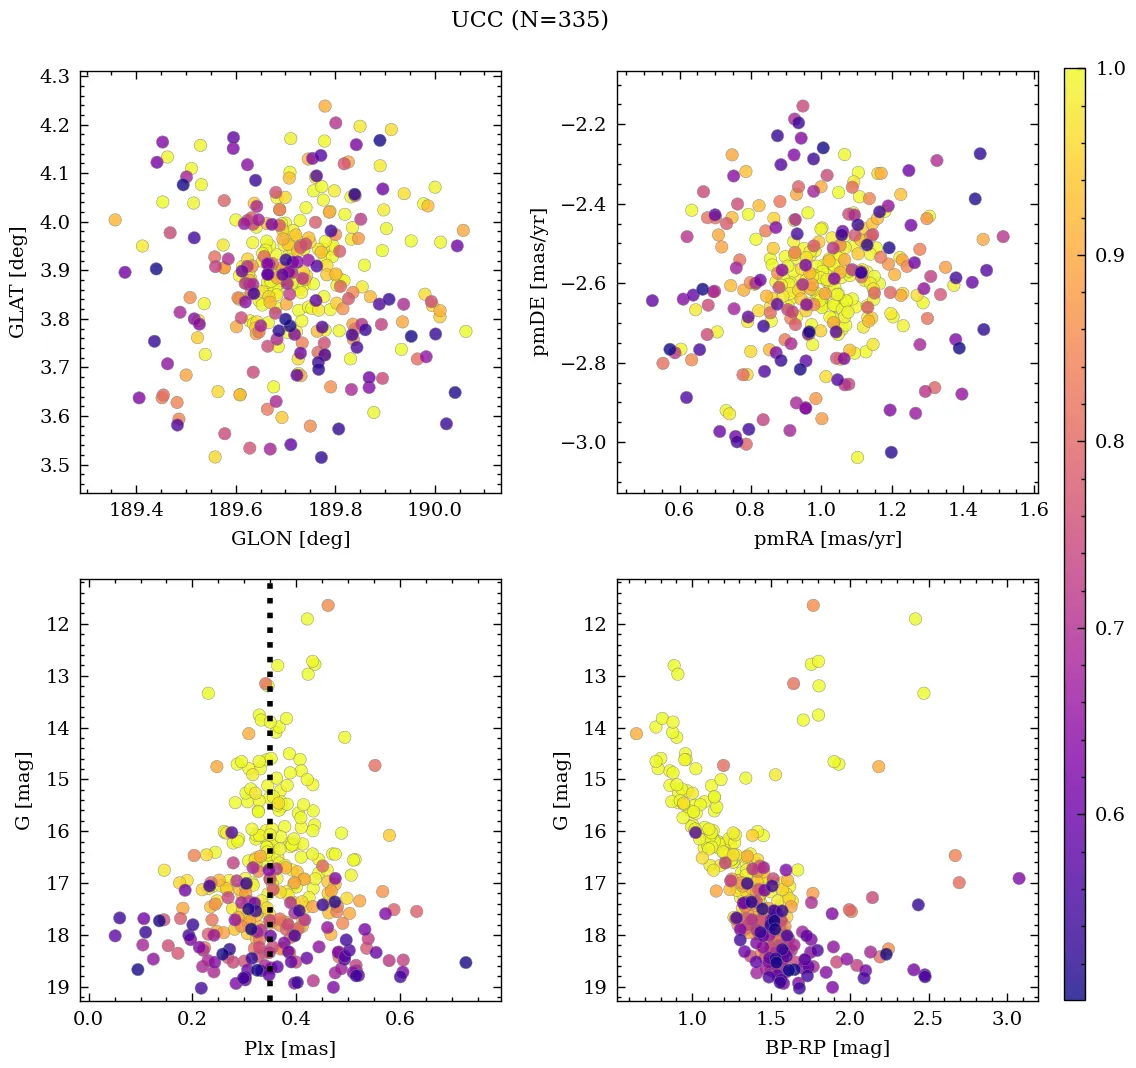 UCC (N=335)
4.3
4.2
4.1
4.0
3.9
3.8
3.7
3.6
3.5
GLAT [deg]
189.4 189.6 189.8 190.0
GLON [deg]
−2.2
−2.4
−2.6
−2.8
−3.0
pmDE [mas/yr]
0.6 0.8 1.0 1.2 1.4 1.6
pmRA [mas/yr]
12
13
14
15
16
17
18
19
G [mag]
0.0 0.2 0.4 0.6
Plx [mas]
12
13
14
15
16
17
18
19
G [mag]
1.0 1.5 2.0 2.5 3.0
BP-RP [mag]
1.0
0.9
0.8
0.7
0.6